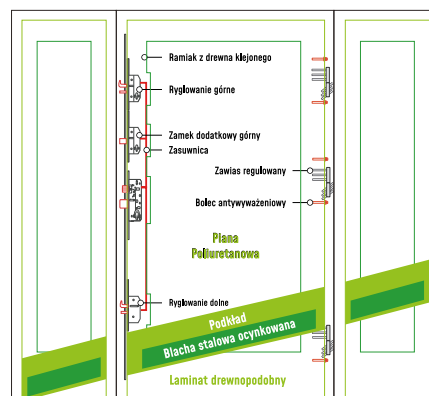 Ramiak z drewna klejonego
Ryglowanie górne
Zamek dodatkowy górny
Zasuwnica
Zawias regulowany
Bolec antywyważeniowy
Piana
Poliuretanowa
Ryglowanie dolne
Podkład
Blacha stalowa ocynkowana
Laminat drewnopodobny